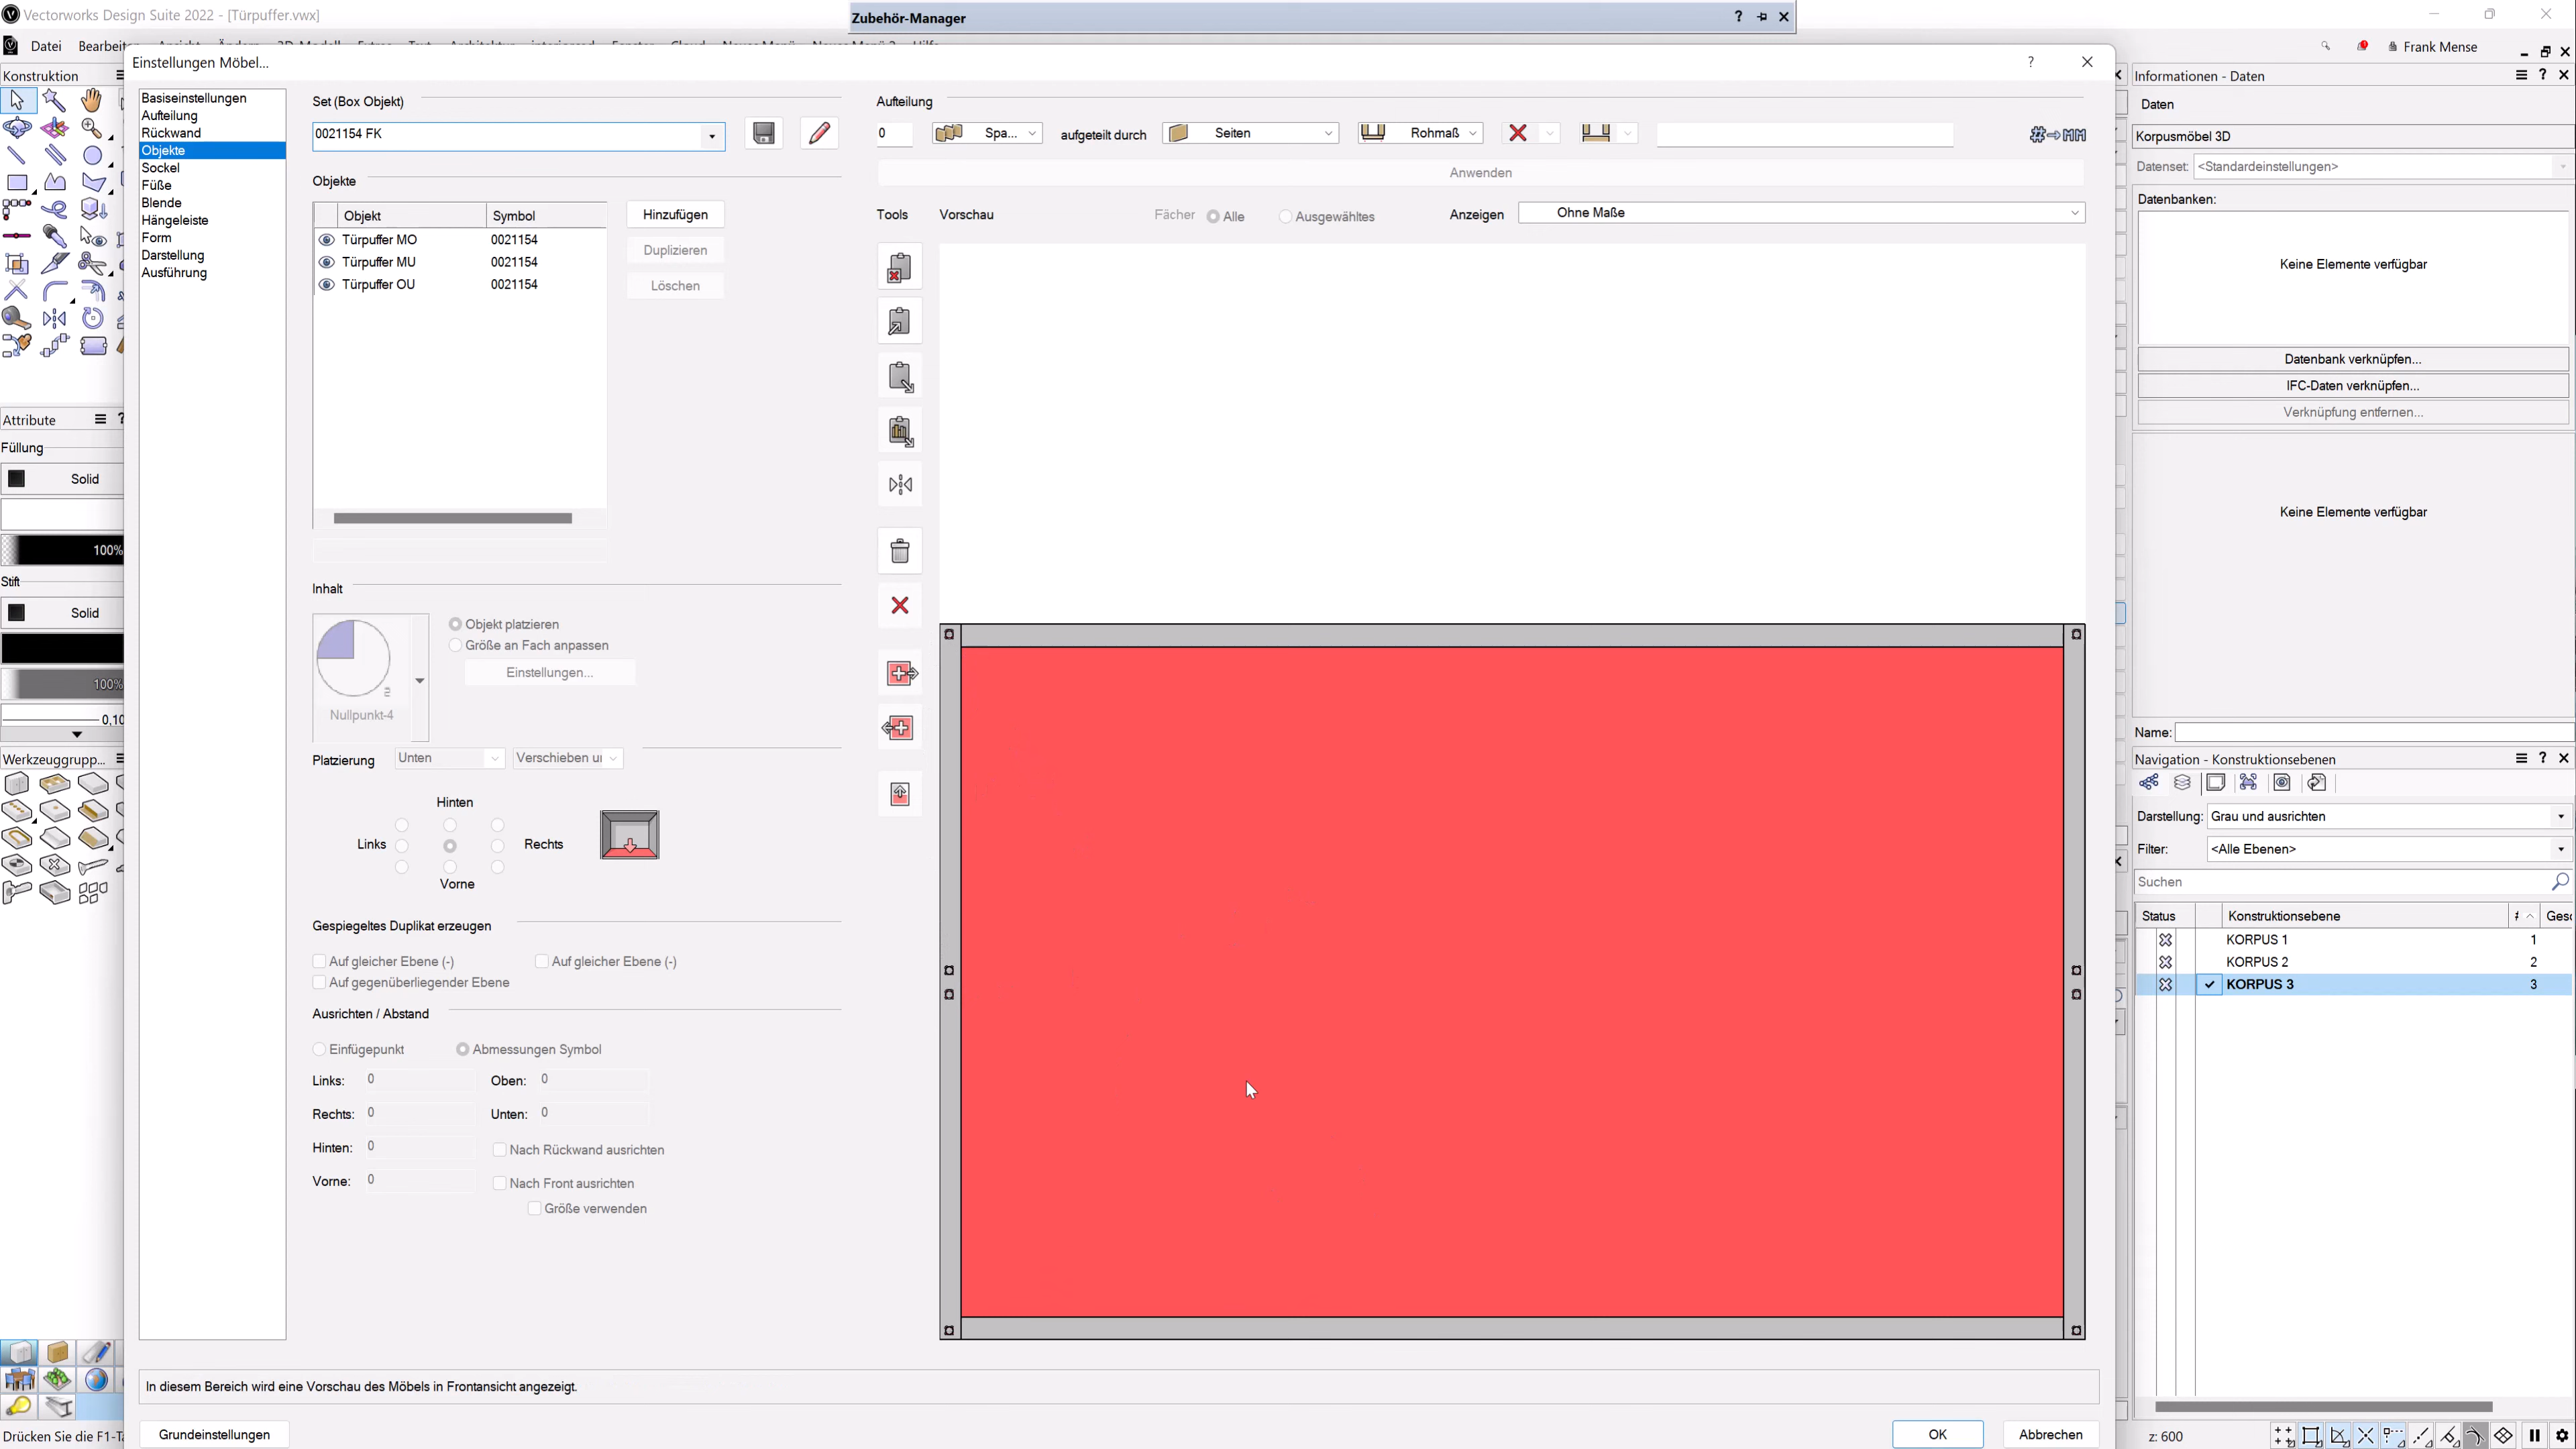 Vectorworks Design Suite 2022 - [Türpuffer.vwx]
Zubehör-Manager
Datei
Frank Mense
Einstellungen Möbel...
Konstruktion
Basiseinstellungen
Aufteilung
Rückwand
Objekte
Sockel
Füße
Blende
Hängeleiste
Form
Darstellung
Ausführung
Attribute
Füllung
Solid
100%
Stift
Solid
100%
0,10
Werkzeuggrupp...
Set (Box Objekt)
0021154 FK
Objekte
Objekt Symbol
Türpuffer MO 0021154
Türpuffer MU 0021154
Türpuffer OU 0021154
Hinzufügen
Duplizieren
Löschen
Inhalt
Nullpunkt-4
Objekt platzieren
Größe an Fach anpassen
Einstellungen...
Platzierung Unten
Hinten
Links Rechts
Vorne
Gespiegeltes Duplikat erzeugen
Auf gleicher Ebene (-) Auf gleicher Ebene (-)
Auf gegenüberliegender Ebene
Ausrichten / Abstand
Einfügepunkt Abmessungen Symbol
Links: 0 Oben: 0
Rechts: 0 Unten: 0
Hinten: 0 Nach Rückwand ausrichten
Vorne: 0 Nach Front ausrichten
Größe verwenden
Aufteilung
0 Spa... aufgeteilt durch Seiten Rohmaß
#⇒MM
Anwenden
Tools Vorschau Fächer Alle Ausgewähltes Anzeigen Ohne Maße
In diesem Bereich wird eine Vorschau des Möbels in Frontansicht angezeigt.
Grundeinstellungen OK Abbrechen
Drücken Sie die
Informationen - Daten
Daten
Korpusmöbel 3D
Datenset: <Standardeinstellungen>
Datenbanken:
Keine Elemente verfügbar
Datenbank verknüpfen...
IFC-Daten verknüpfen...
Verknüpfung entfernen...
Keine Elemente verfügbar
Name:
Navigation - Konstruktionsebenen
Darstellung: Grau und ausrichten
Filter: <Alle Ebenen>
Suchen
Status Konstruktionsebene
KORPUS 1 1
KORPUS 2 2
KORPUS 3 3
z: 600